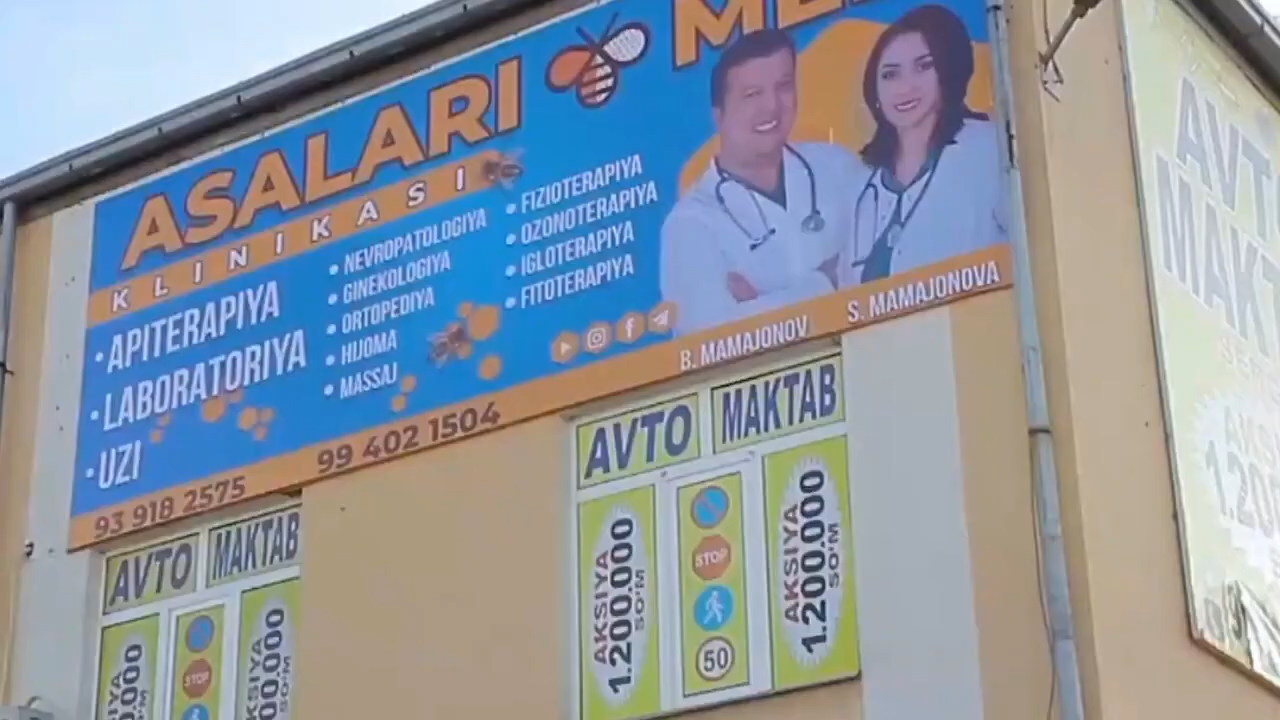 ASALARI
KLINIKASI
• APITERAPIYA
• LABORATORIYA
• UZI
• NEVROPATOLOGIYA
• GINEKOLOGIYA
• ORTOPEDIYA
• HIJOMA
• MASSAJ
• FIZIOTERAPIYA
• OZONOTERAPIYA
• IGLOTERAPIYA
• FITOTERAPIYA
B. MAMAJONOV
S. MAMAJONOVA
93 918 2575
99 402 1504
AVTO MAKTAB
STOP
AVTO MAKTAB
AKSIYA
1.200.000
SO'M
STOP
50
AKSIYA
1.200.000
SO'M